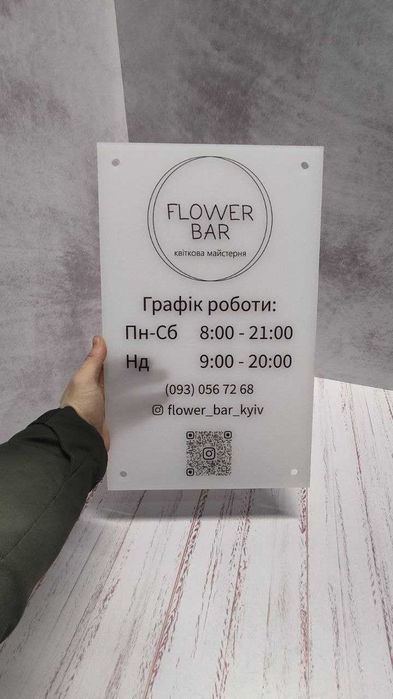 FLOWER
BAR
квіткова майстерня
Графік роботи:
Пн-Сб 8:00 - 21:00
Нд 9:00 - 20:00
(093) 056 72 68
flower_bar_kyiv